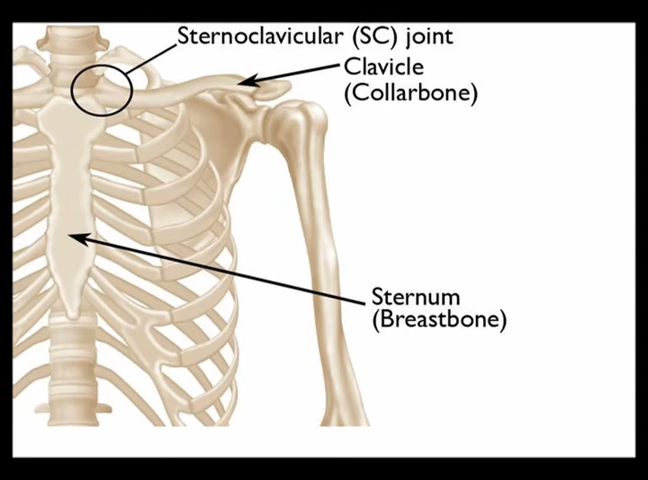 Sternoclavicular (SC) joint
Clavicle
(Collarbone)
Sternum
(Breastbone)